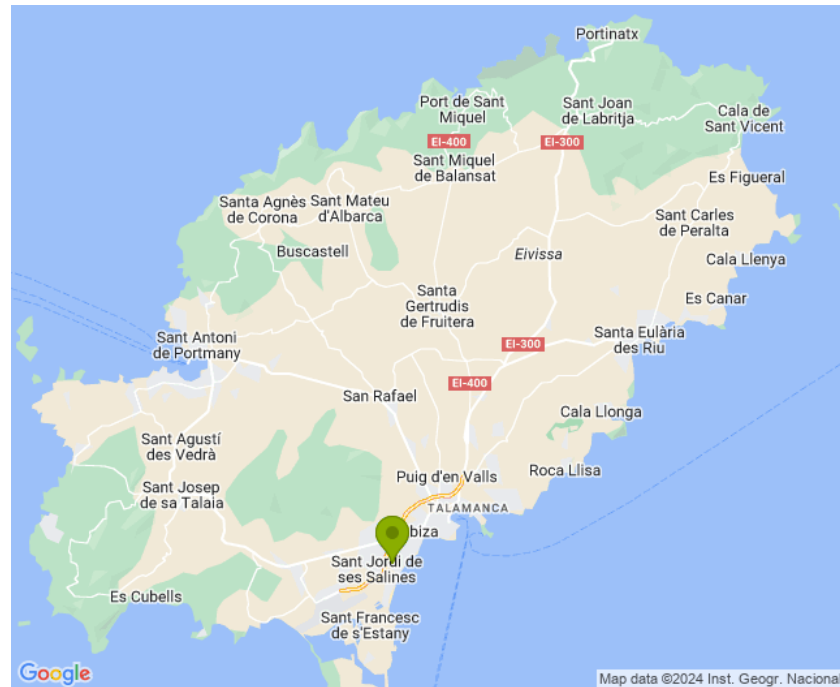 Portinatx
Port de Sant
Miquel
Sant Joan
de Labritja
Cala de
Sant Vicent
EI-400
EI-300
Sant Miquel
de Balansat
Es Figueral
Santa Agnès
de Corona
Sant Mateu
d'Albarca
Sant Carles
de Peralta
Buscastell
Eivissa
Cala Llenya
Santa
Gertrudis
de Fruitera
Es Canar
Sant Antoni
de Portmany
Santa Eulària
des Riu
EI-300
EI-400
San Rafael
Cala Llonga
Sant Agustí
des Vedrà
Roca Llisa
Puig d'en Valls
Sant Josep
de sa Talaia
TALAMANCA
biza
Sant Jordi de
ses Salines
Es Cubells
Sant Francesc
de s'Estany
Google
Map data ©2024 Inst. Geogr. Nacional